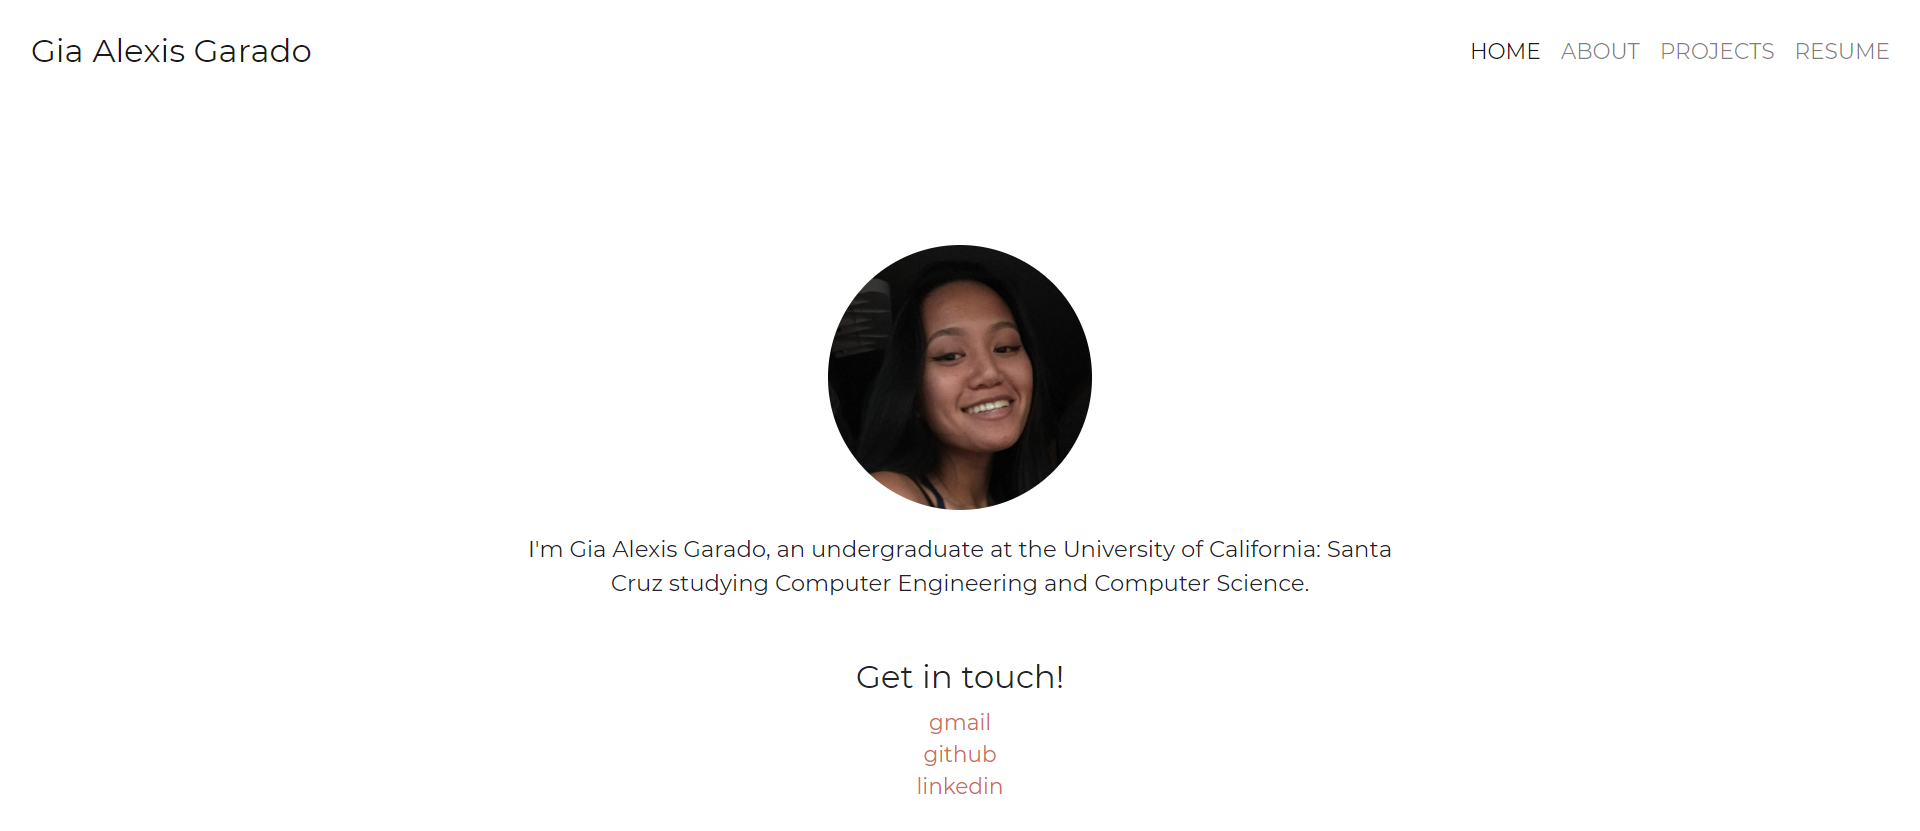 Gia Alexis Garado
HOME ABOUT PROJECTS RESUME
I'm Gia Alexis Garado, an undergraduate at the University of California: Santa
Cruz studying Computer Engineering and Computer Science.
Get in touch!
gmail
github
linkedin